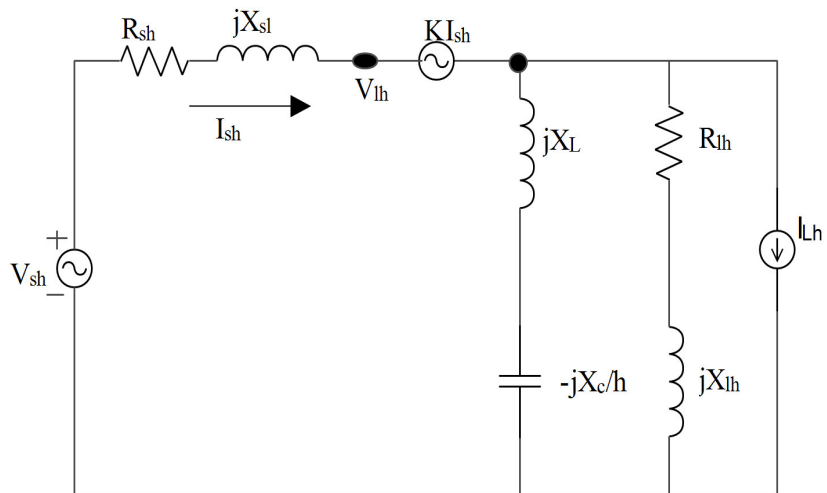 Rsh
jXsl
KIsh
Vlh
Ish
jXL
Rlh
ILh
+
Vsh
−
-jXc/h
jXlh